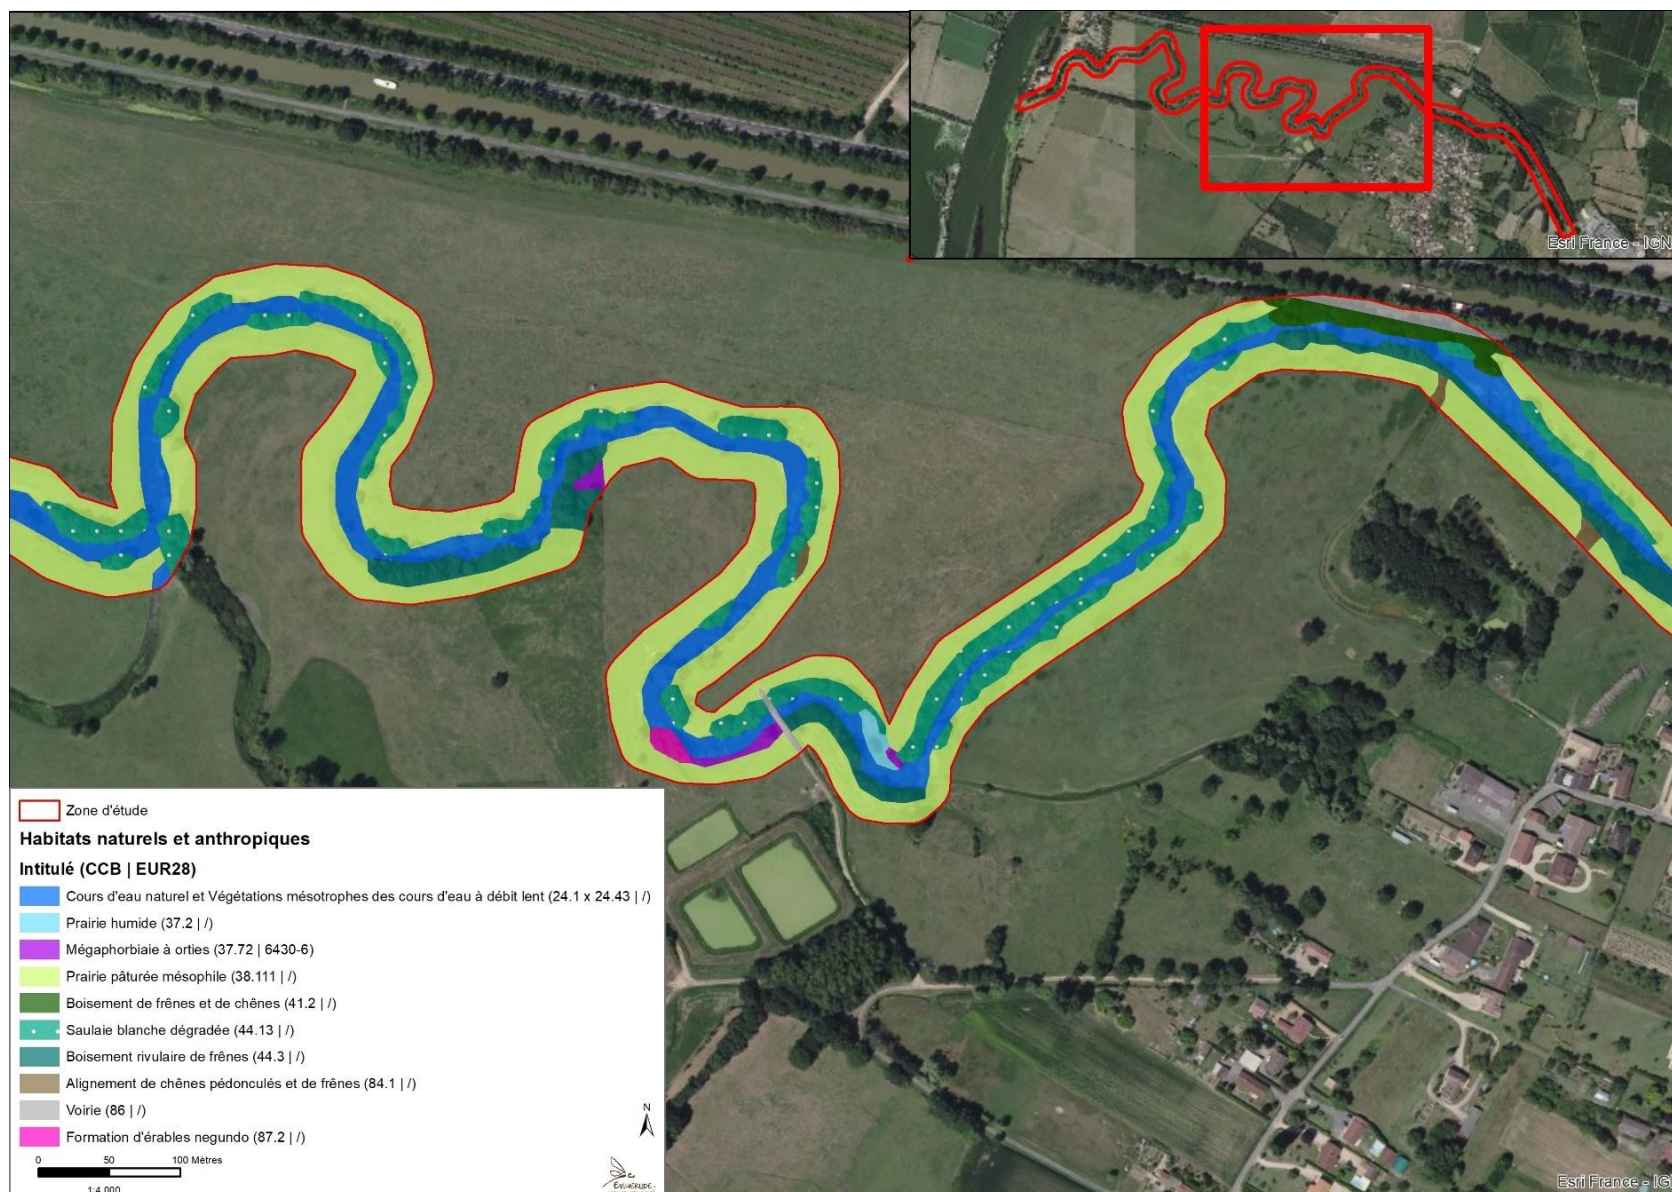 Esri France - IGN
Zone d'étude
Habitats naturels et anthropiques
Intitulé (CCB | EUR28)
Cours d'eau naturel et Végétations mésotrophes des cours d'eau à débit lent (24.1 x 24.43 | /)
Prairie humide (37.2 | /)
Mégaphorbiaie à orties (37.72 | 6430-6)
Prairie pâturée mésophile (38.111 | /)
Boisement de frênes et de chênes (41.2 | /)
Saulaie blanche dégradée (44.13 | /)
Boisement rivulaire de frênes (44.3 | /)
Alignement de chênes pédonculés et de frênes (84.1 | /)
Voirie (86 | /)
Formation d'érables negundo (87.2 | /)
N
0 50 100 Mètres
1:4 000
Esri France - IG